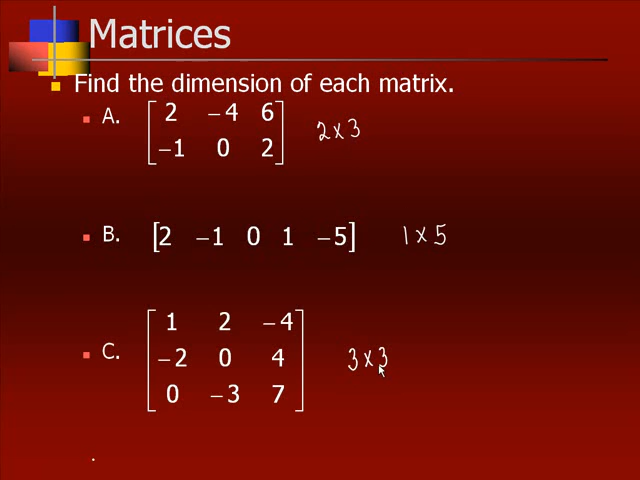 Matrices
Find the dimension of each matrix.
A. [2 −4 6
−1 0 2] 2 x 3
B. [2 −1 0 1 −5] 1 x 5
C. [1 2 −4
−2 0 4
0 −3 7] 3 x 3
.